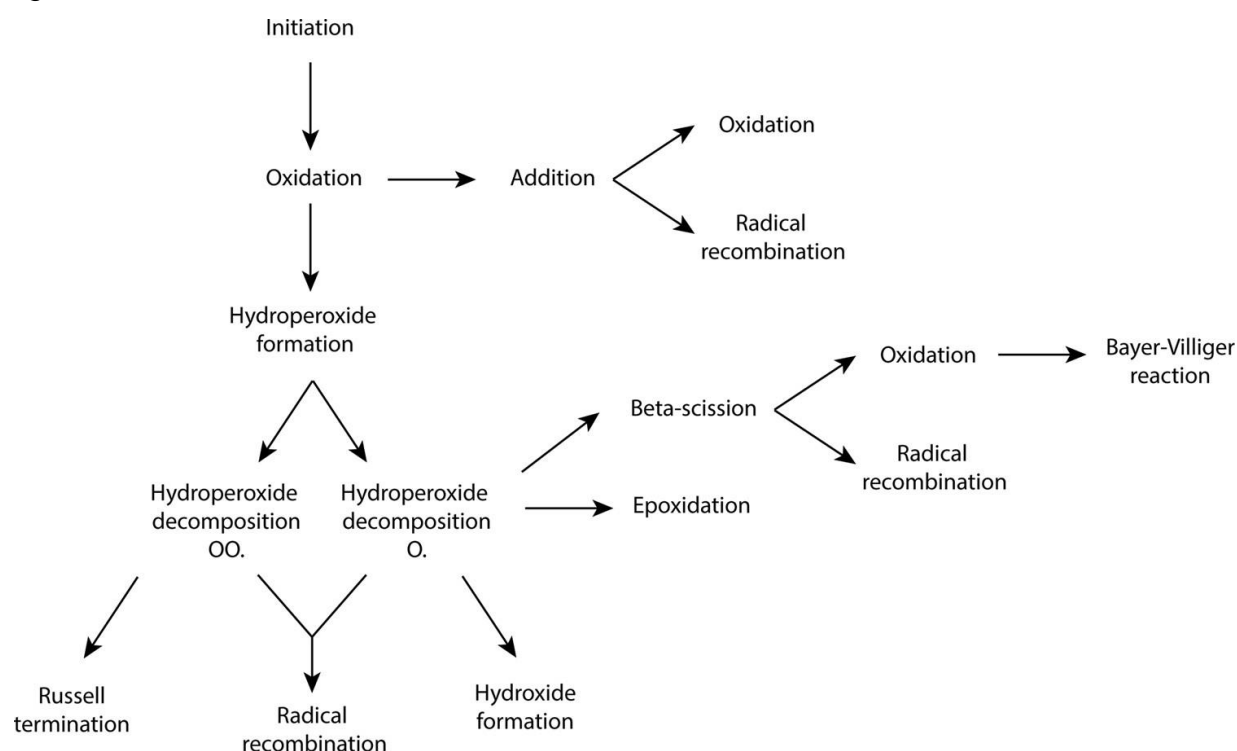 Initiation
Oxidation
Oxidation
Addition
Radical
recombination
Hydroperoxide
formation
Oxidation
Bayer-Villiger
reaction
Beta-scission
Radical
recombination
Hydroperoxide
decomposition
OO.
Hydroperoxide
decomposition
O.
Epoxidation
Russell
termination
Radical
recombination
Hydroxide
formation